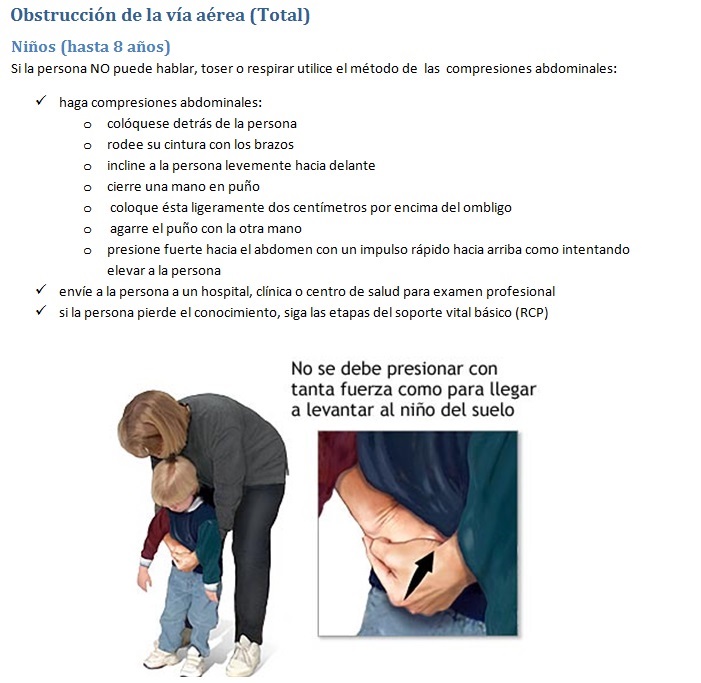 Obstrucción de la vía aérea (Total)
Niños (hasta 8 años)
Si la persona NO puede hablar, toser o respirar utilice el método de las compresiones abdominales:
✓ haga compresiones abdominales:
o colóquese detrás de la persona
o rodee su cintura con los brazos
o incline a la persona levemente hacia delante
o cierre una mano en puño
o coloque ésta ligeramente dos centímetros por encima del ombligo
o agarre el puño con la otra mano
o presione fuerte hacia el abdomen con un impulso rápido hacia arriba como intentando
elevar a la persona
✓ envíe a la persona a un hospital, clínica o centro de salud para examen profesional
✓ si la persona pierde el conocimiento, siga las etapas del soporte vital básico (RCP)
No se debe presionar con
tanta fuerza como para llegar
a levantar al niño del suelo